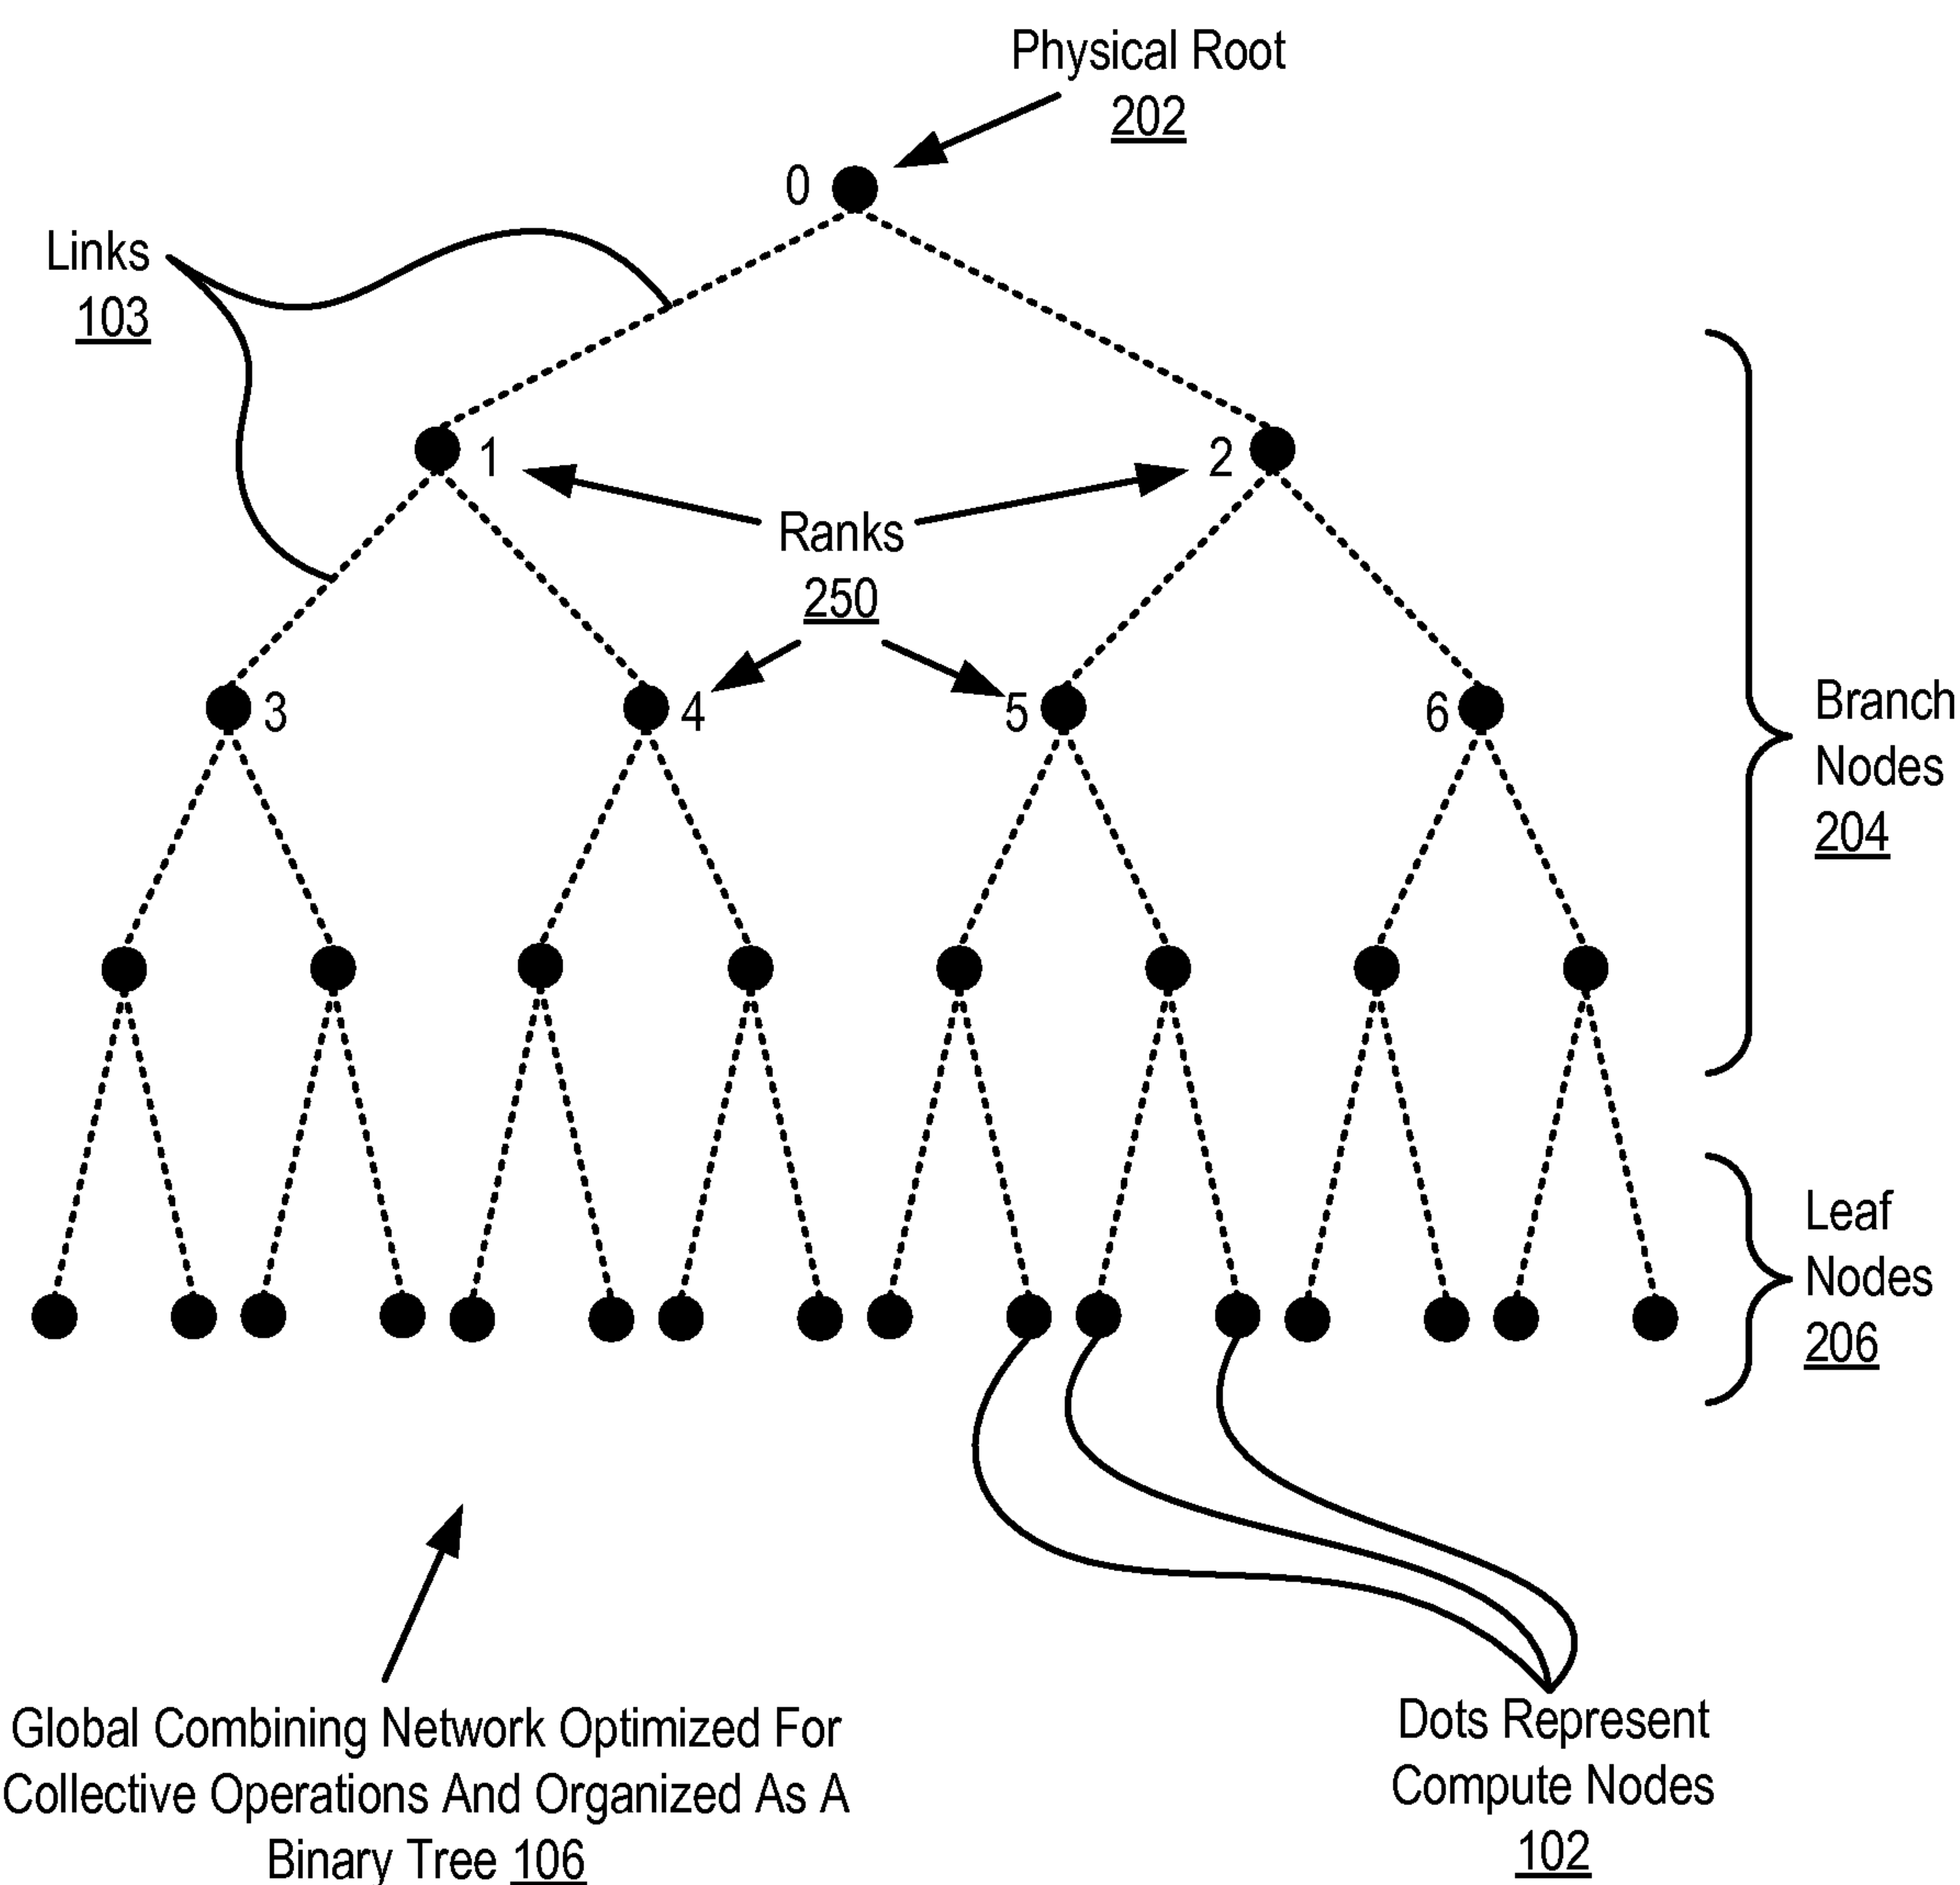 Physical Root
202
0
Links
103
1
2
Ranks
250
3
4
5
6
Branch
Nodes
204
Leaf
Nodes
206
Global Combining Network Optimized For
Collective Operations And Organized As A
Binary Tree 106
Dots Represent
Compute Nodes
102